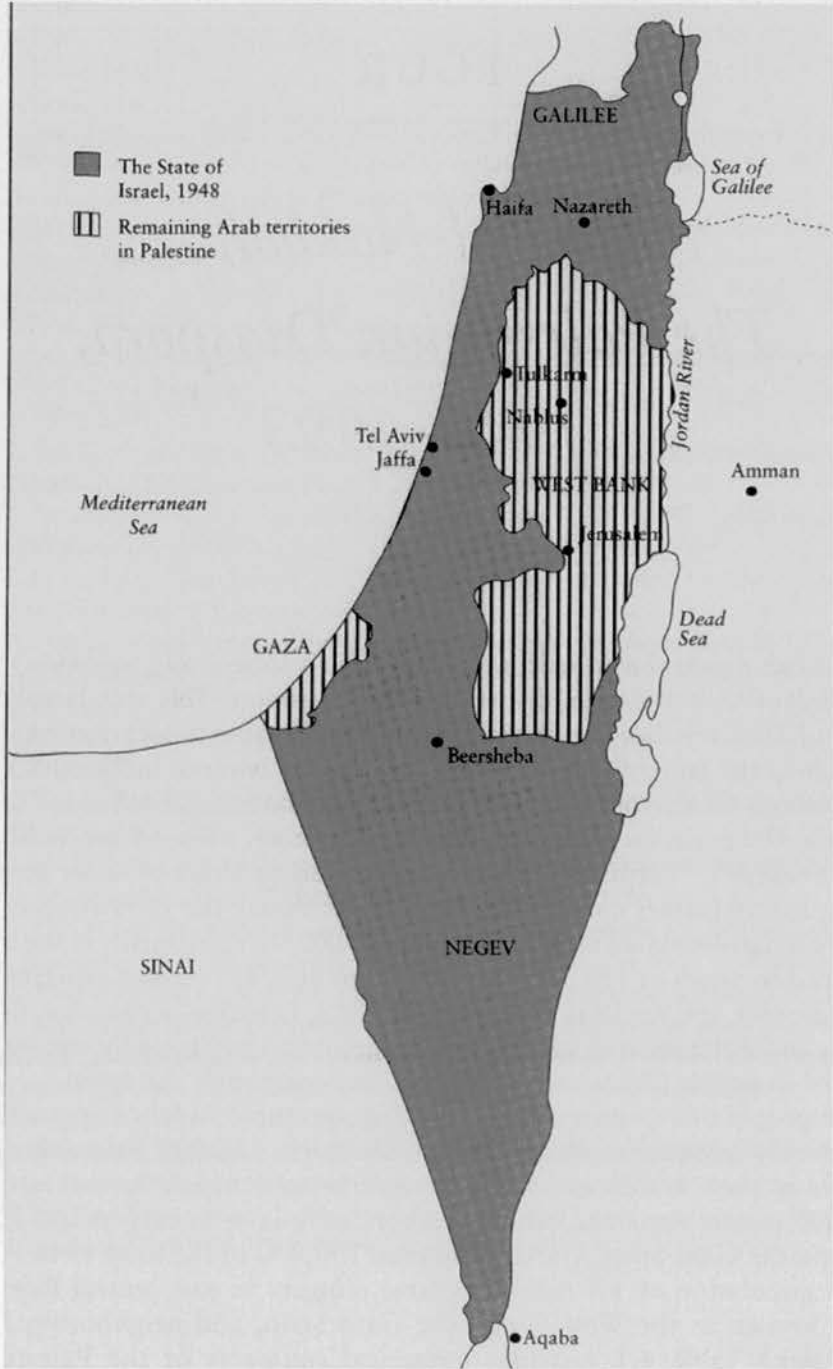 GALILEE
The State of
Israel, 1948
Sea of
Galilee
Haifa
Nazareth
Remaining Arab territories
in Palestine
Tulkarm
Jordan River
Nablus
Tel Aviv
Jaffa
WEST BANK
Amman
Mediterranean
Sea
Jerusalem
Dead
Sea
GAZA
Beersheba
SINAI
NEGEV
Aqaba